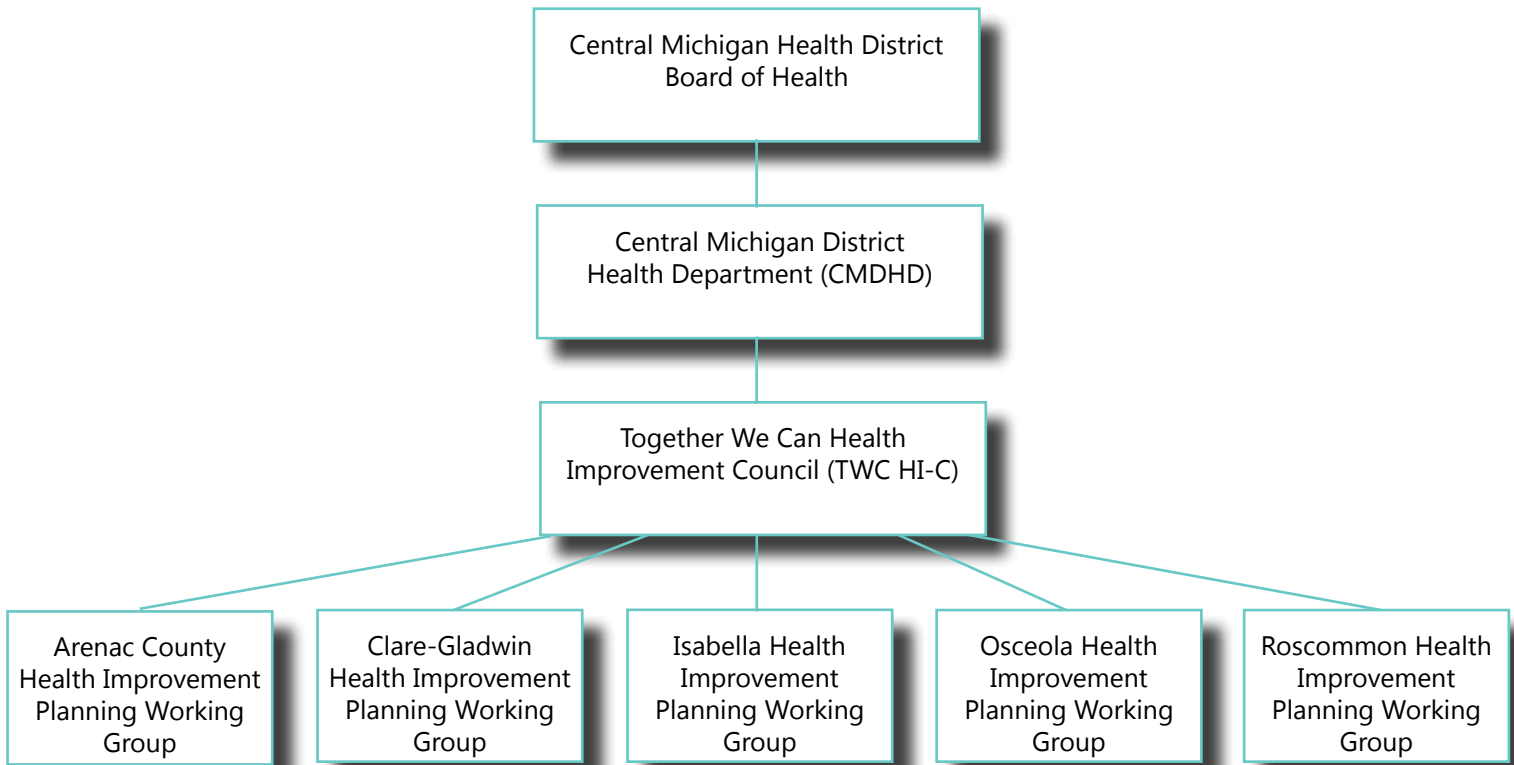 Central Michigan Health District
Board of Health
Central Michigan District
Health Department (CMDHD)
Together We Can Health
Improvement Council (TWC HI-C)
Arenac County
Health Improvement
Planning Working
Group
Clare-Gladwin
Health Improvement
Planning Working
Group
Isabella Health
Improvement
Planning Working
Group
Osceola Health
Improvement
Planning Working
Group
Roscommon Health
Improvement
Planning Working
Group